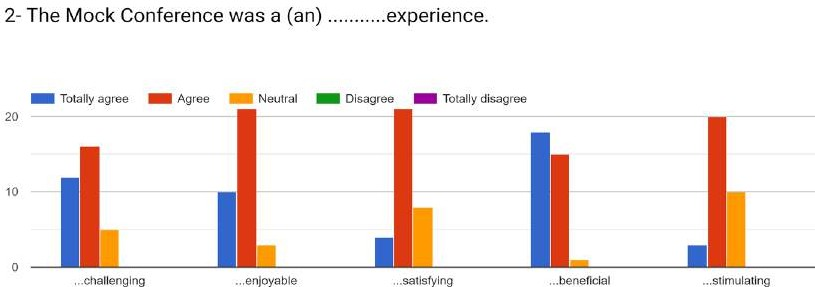 2- The Mock Conference was a (an) ...........experience.
Totally agree Agree Neutral Disagree Totally disagree
20
10
0
...challenging ...enjoyable ...satisfying ...beneficial ...stimulating